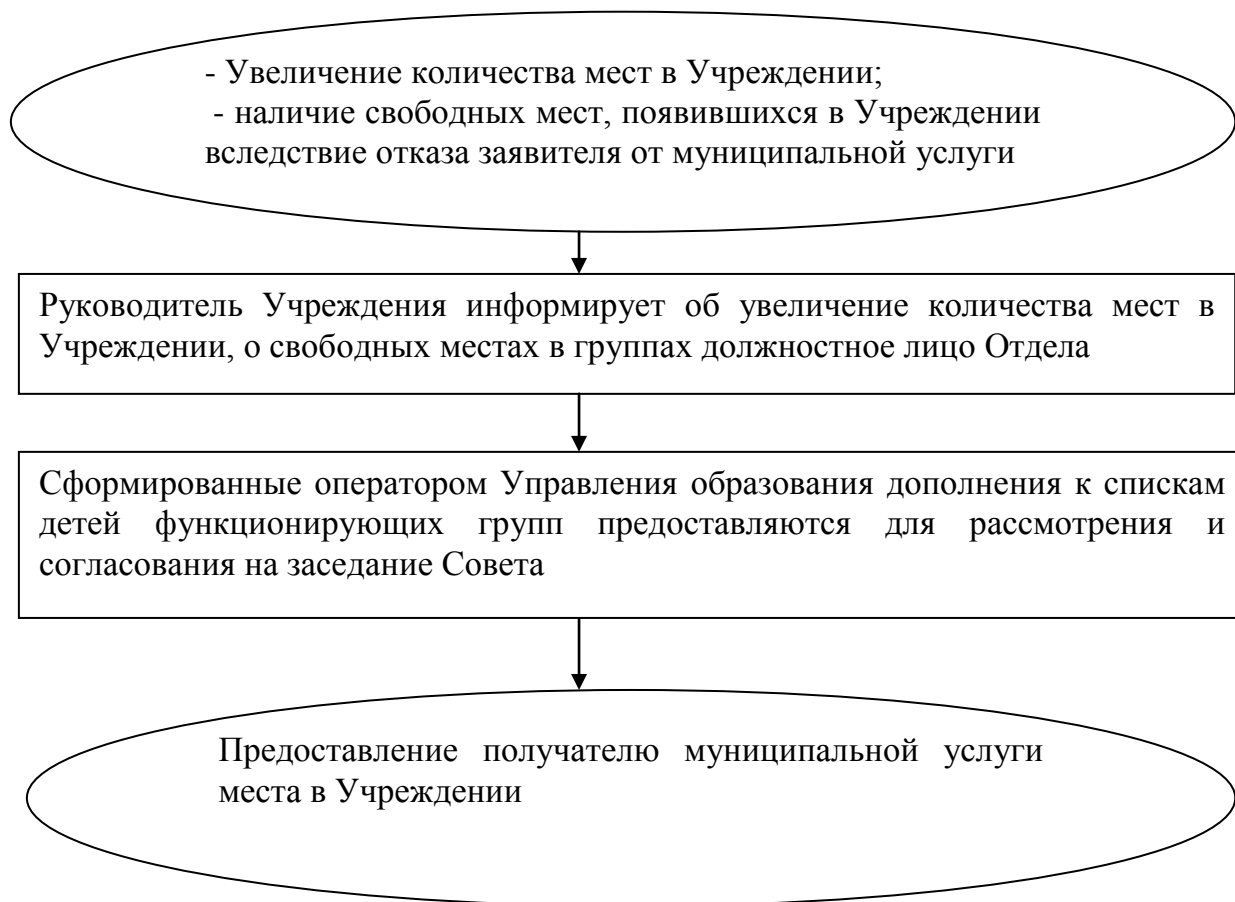 - Увеличение количества мест в Учреждении;
- наличие свободных мест, появившихся в Учреждении
вследствие отказа заявителя от муниципальной услуги
Руководитель Учреждения информирует об увеличение количества мест в
Учреждении, о свободных местах в группах должностное лицо Отдела
Сформированные оператором Управления образования дополнения к спискам
детей функционирующих групп предоставляются для рассмотрения и
согласования на заседание Совета
Предоставление получателю муниципальной услуги
места в Учреждении